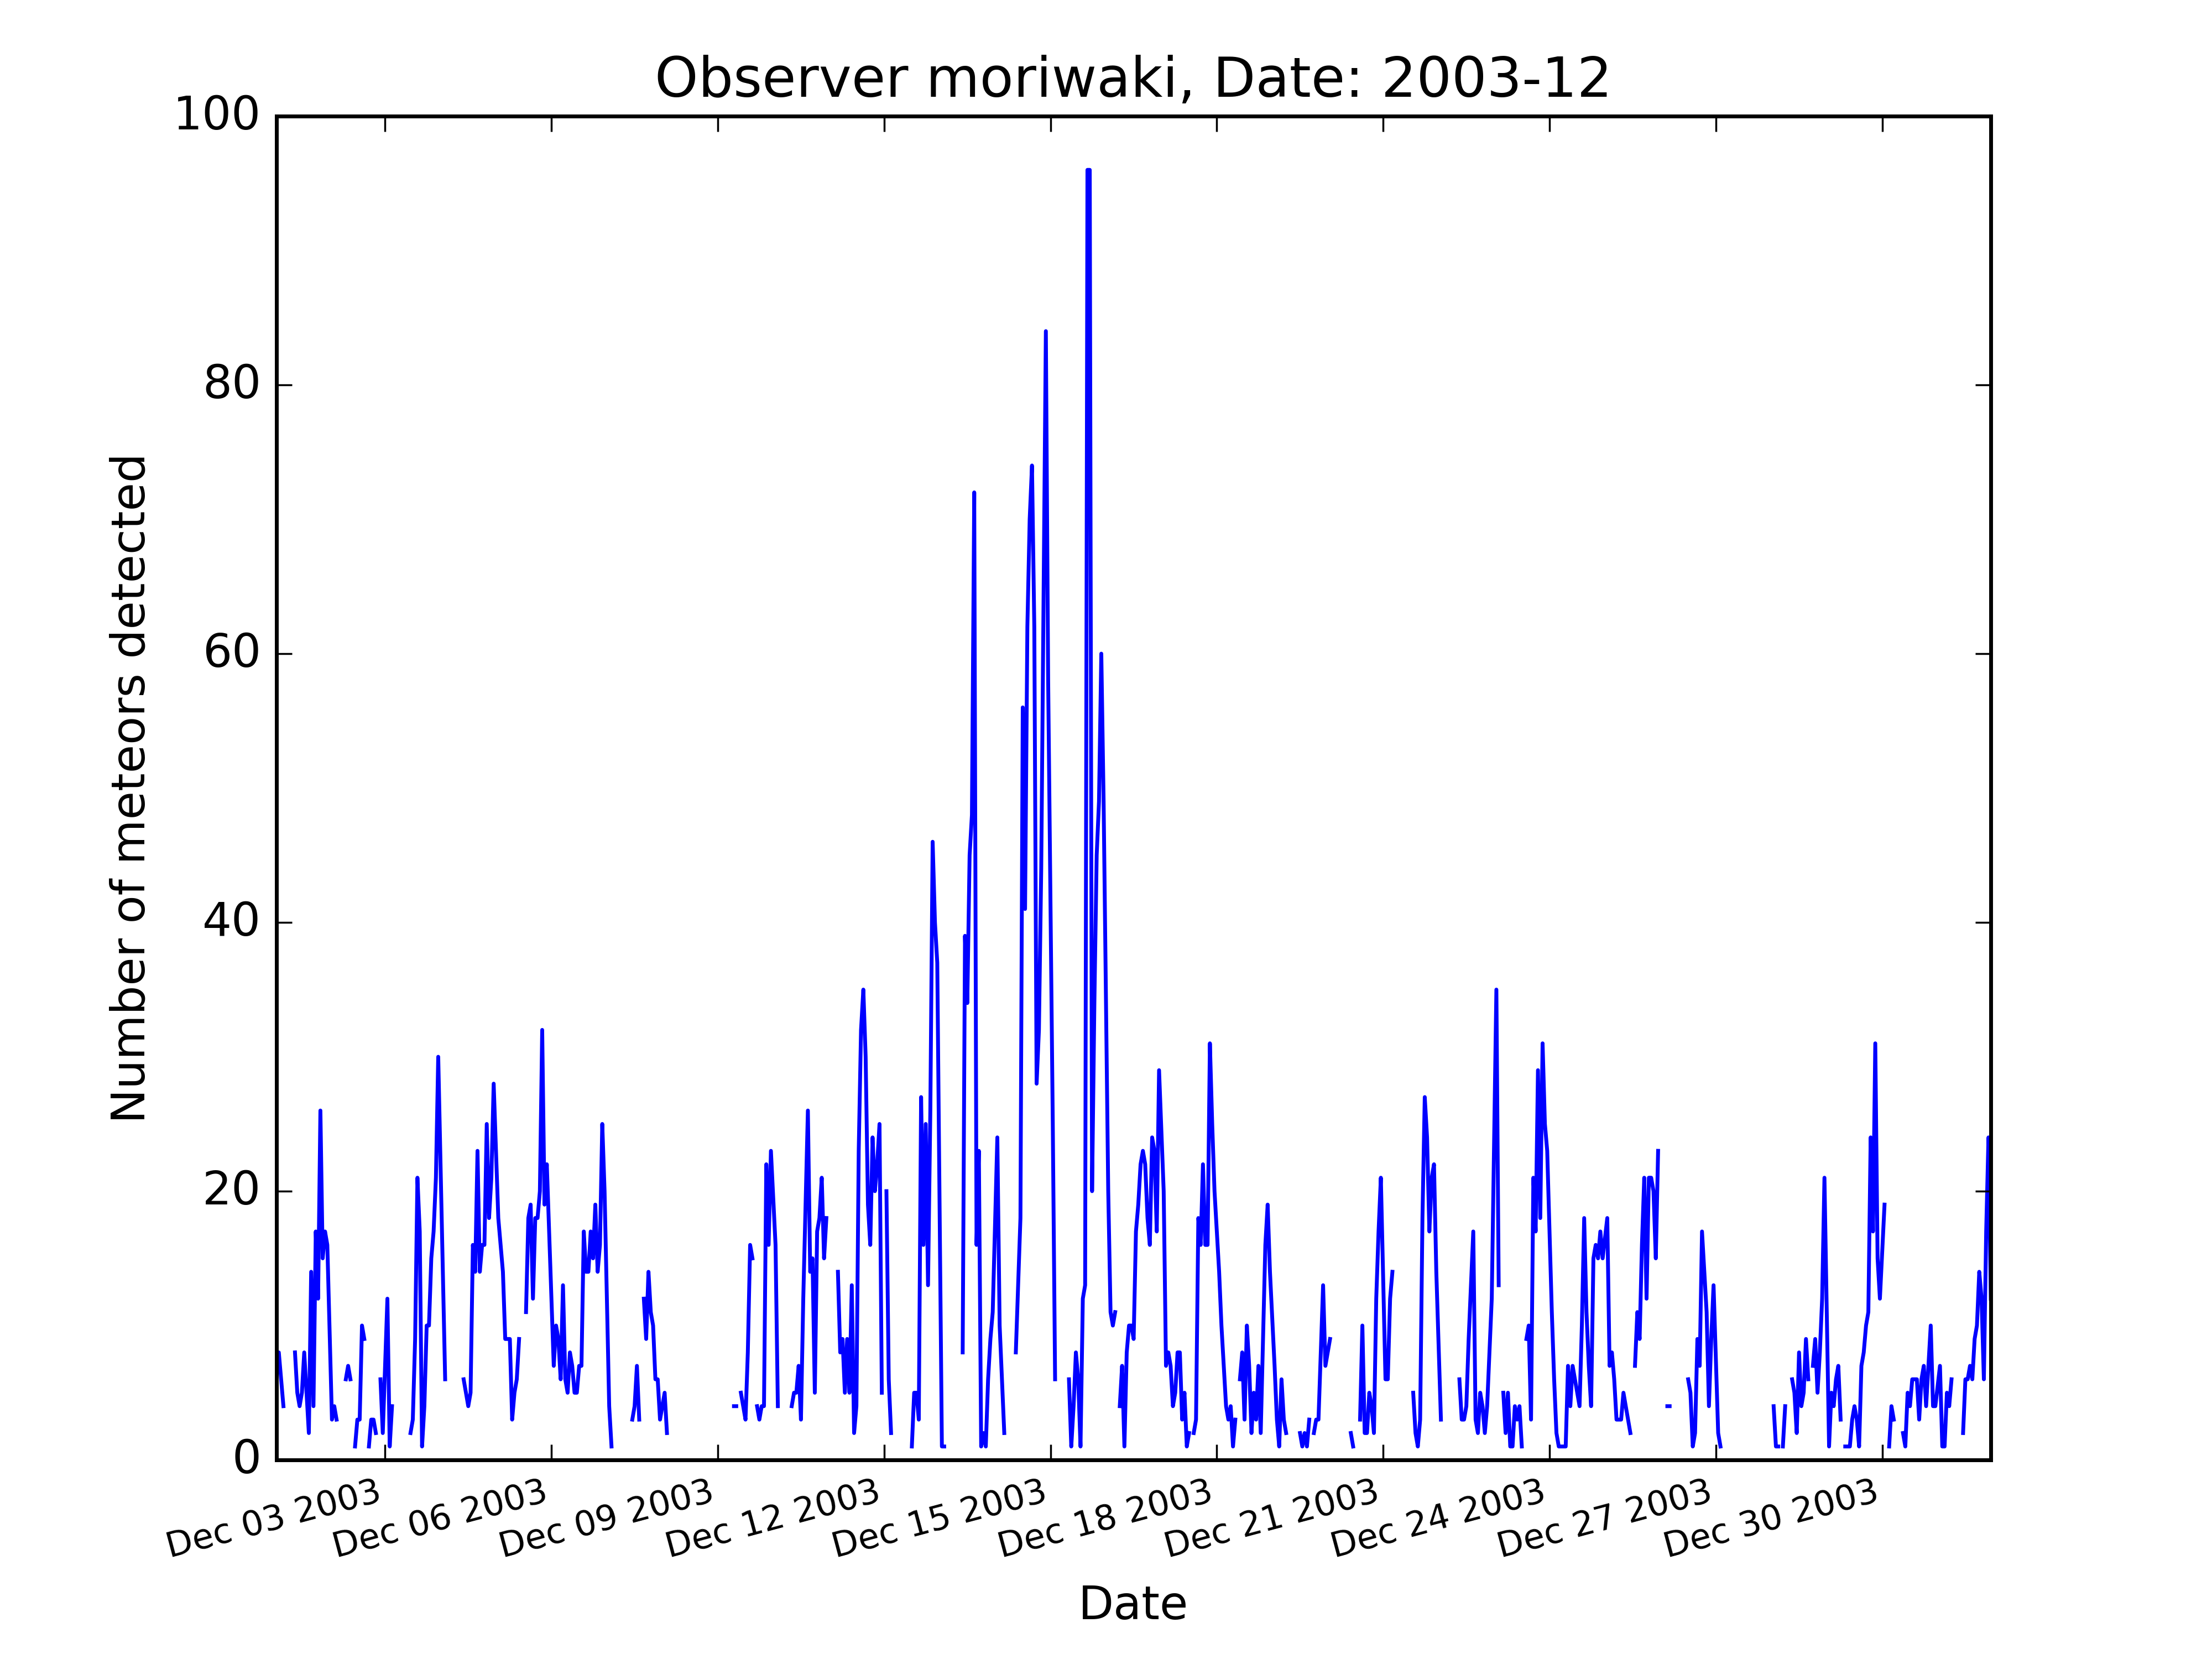 Observer moriwaki, Date: 2003-12
100
80
60
40
20
0
Number of meteors detected
Dec 03 2003
Dec 06 2003
Dec 09 2003
Dec 12 2003
Dec 15 2003
Dec 18 2003
Dec 21 2003
Dec 24 2003
Dec 27 2003
Dec 30 2003
Date